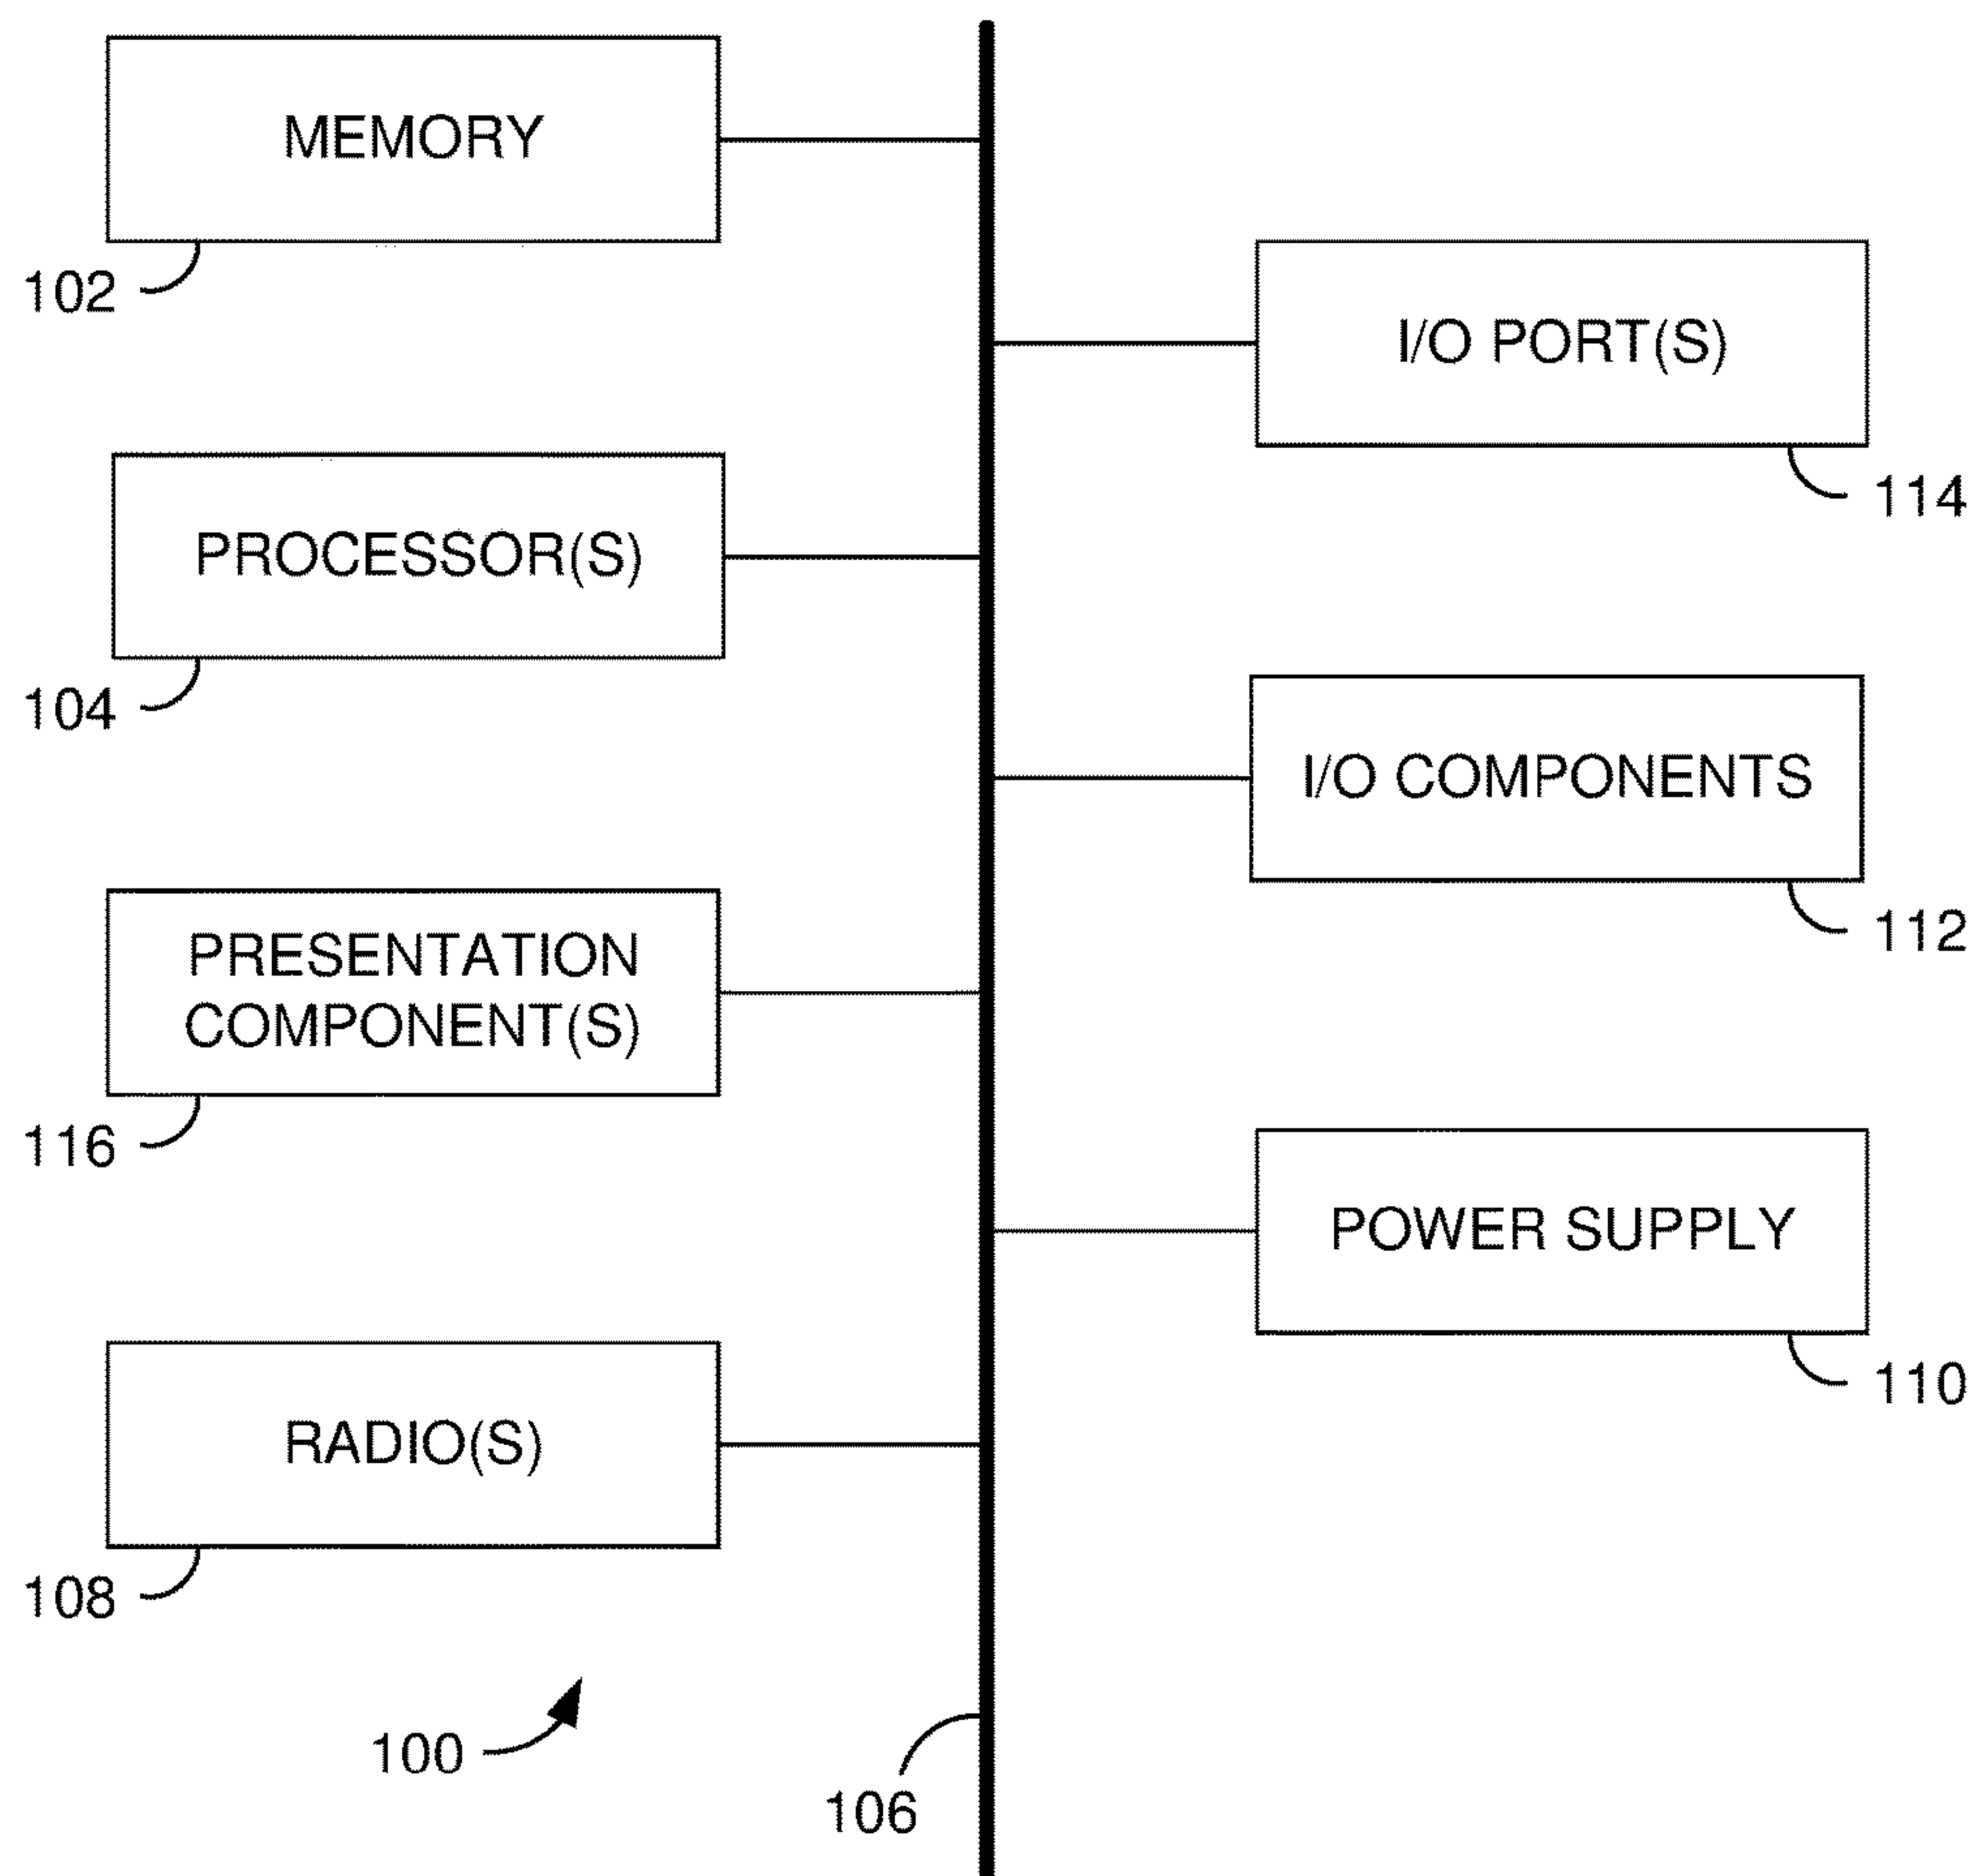 MEMORY
102
I/O PORT(S)
114
PROCESSOR(S)
104
I/O COMPONENTS
112
PRESENTATION
COMPONENT(S)
116
POWER SUPPLY
110
RADIO(S)
108
100
106